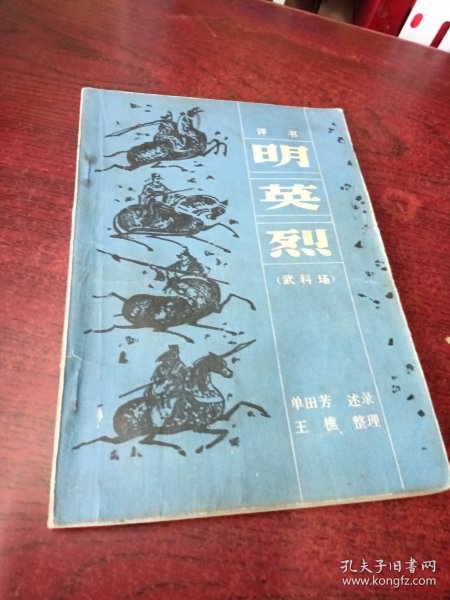 评书
明
英
烈
(武科场)
单田芳 述录
王樵 整理
孔夫子旧书网
www.kongfz.com